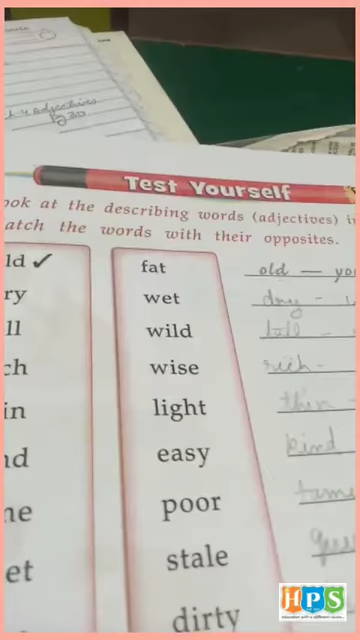 Test Yourself
ook at the describing words (adjectives) i
atch the words with their opposites.
ld ✓ fat old — yo
ry wet dry -
ll wild tall -
ch wise rich -
in light thin
nd easy kind
me poor tame
et stale
dirty
HPS